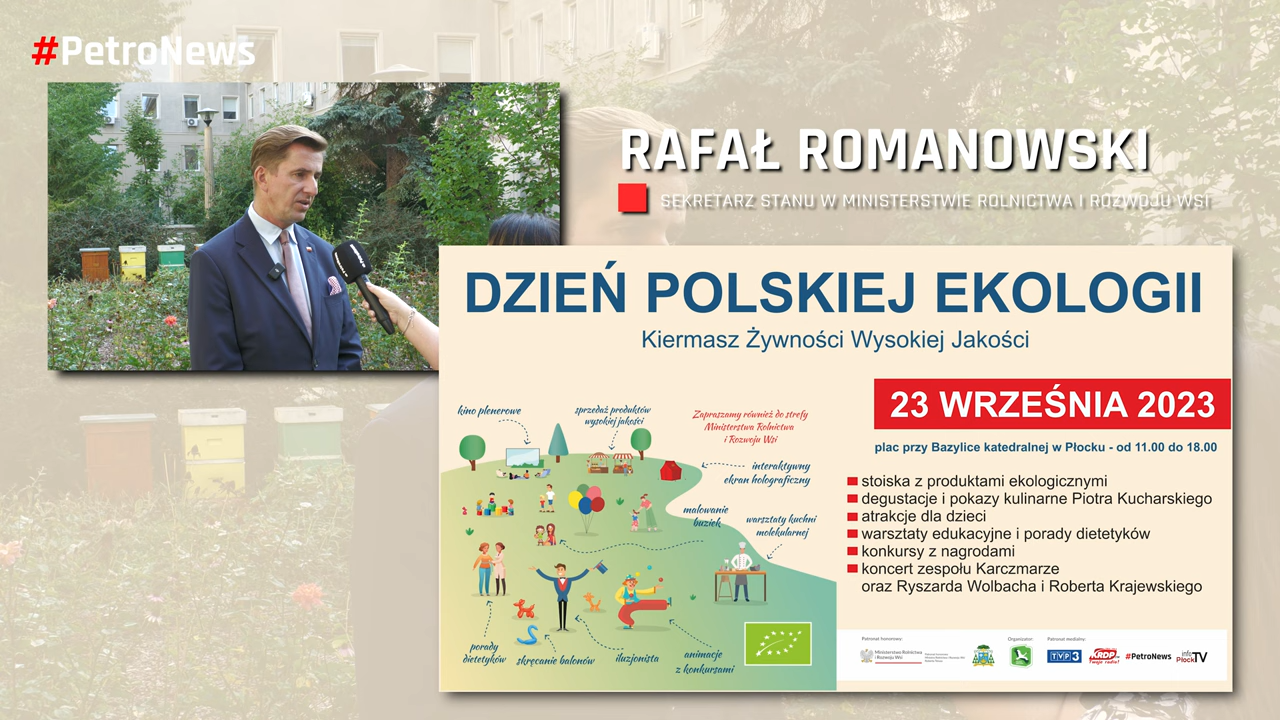 #PetroNews
RAFAŁ ROMANOWSKI
SEKRETARZ STANU W MINISTERSTWIE ROLNICTWA I ROZWOJU WSI
DZIEŃ POLSKIEJ EKOLOGII
Kiermasz Żywności Wysokiej Jakości
23 WRZEŚNIA 2023
plac przy Bazylice katedralnej w Płocku - od 11.00 do 18.00
kino plenerowe
sprzedaż produktów
wysokiej jakości
Zapraszamy również do strefy
Ministerstwa Rolnictwa
i Rozwoju Wsi
interaktywny
ekran holograficzny
malowanie
buziek
warsztaty kuchni
molekularnej
porady
dietetyków
skręcanie balonów
iluzjonista
animacje
z konkursami
stoiska z produktami ekologicznymi
degustacje i pokazy kulinarne Piotra Kucharskiego
atrakcje dla dzieci
warsztaty edukacyjne i porady dietetyków
konkursy z nagrodami
koncert zespołu Karczmarze
oraz Ryszarda Wolbacha i Roberta Krajewskiego
Patronat honorowy:
Ministerstwo Rolnictwa
i Rozwoju Wsi
Organizator:
Patronat medialny:
TVP3
KRDP
Twoje radio!
#PetroNews
info
PłockTV